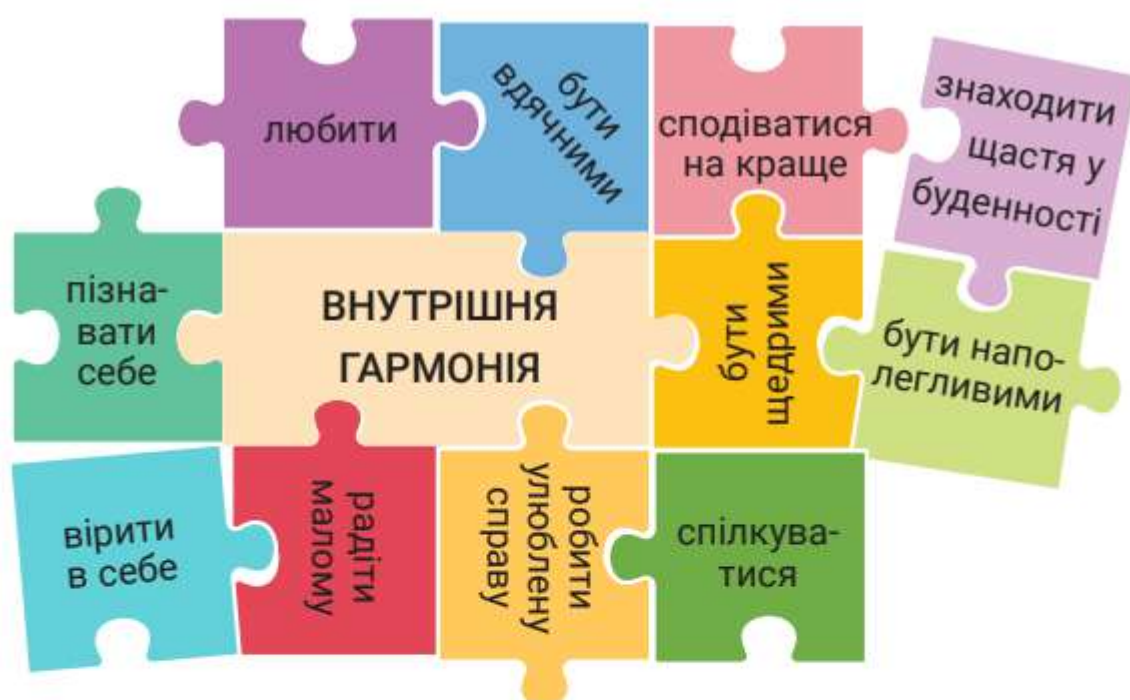 любити
бути
вдячними
сподіватися
на краще
знаходити
щастя у
буденності
пізна-
вати
себе
ВНУТРІШНЯ
ГАРМОНІЯ
бути
щедрими
бути напо-
легливими
вірити
в себе
радіти
малому
робити
улюблену
справу
спілкува-
тися